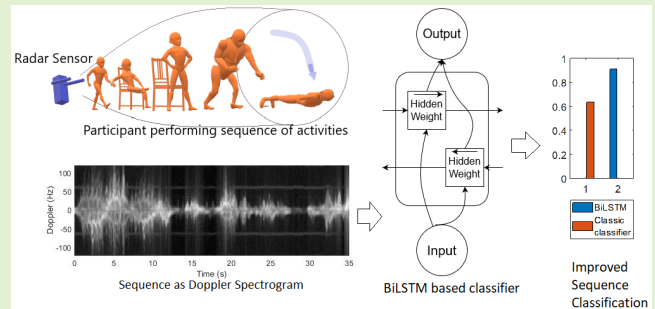 Radar Sensor
Participant performing sequence of activities
Doppler (Hz)
100
50
0
-50
-100
0 5 10 15 20 25 30 35
Time (s)
Sequence as Doppler Spectrogram
Output
Hidden
Weight
Hidden
Weight
Input
BiLSTM based classifier
1
0.8
0.6
0.4
0.2
0
1 2
BiLSTM
Classic
classifier
Improved
Sequence
Classification